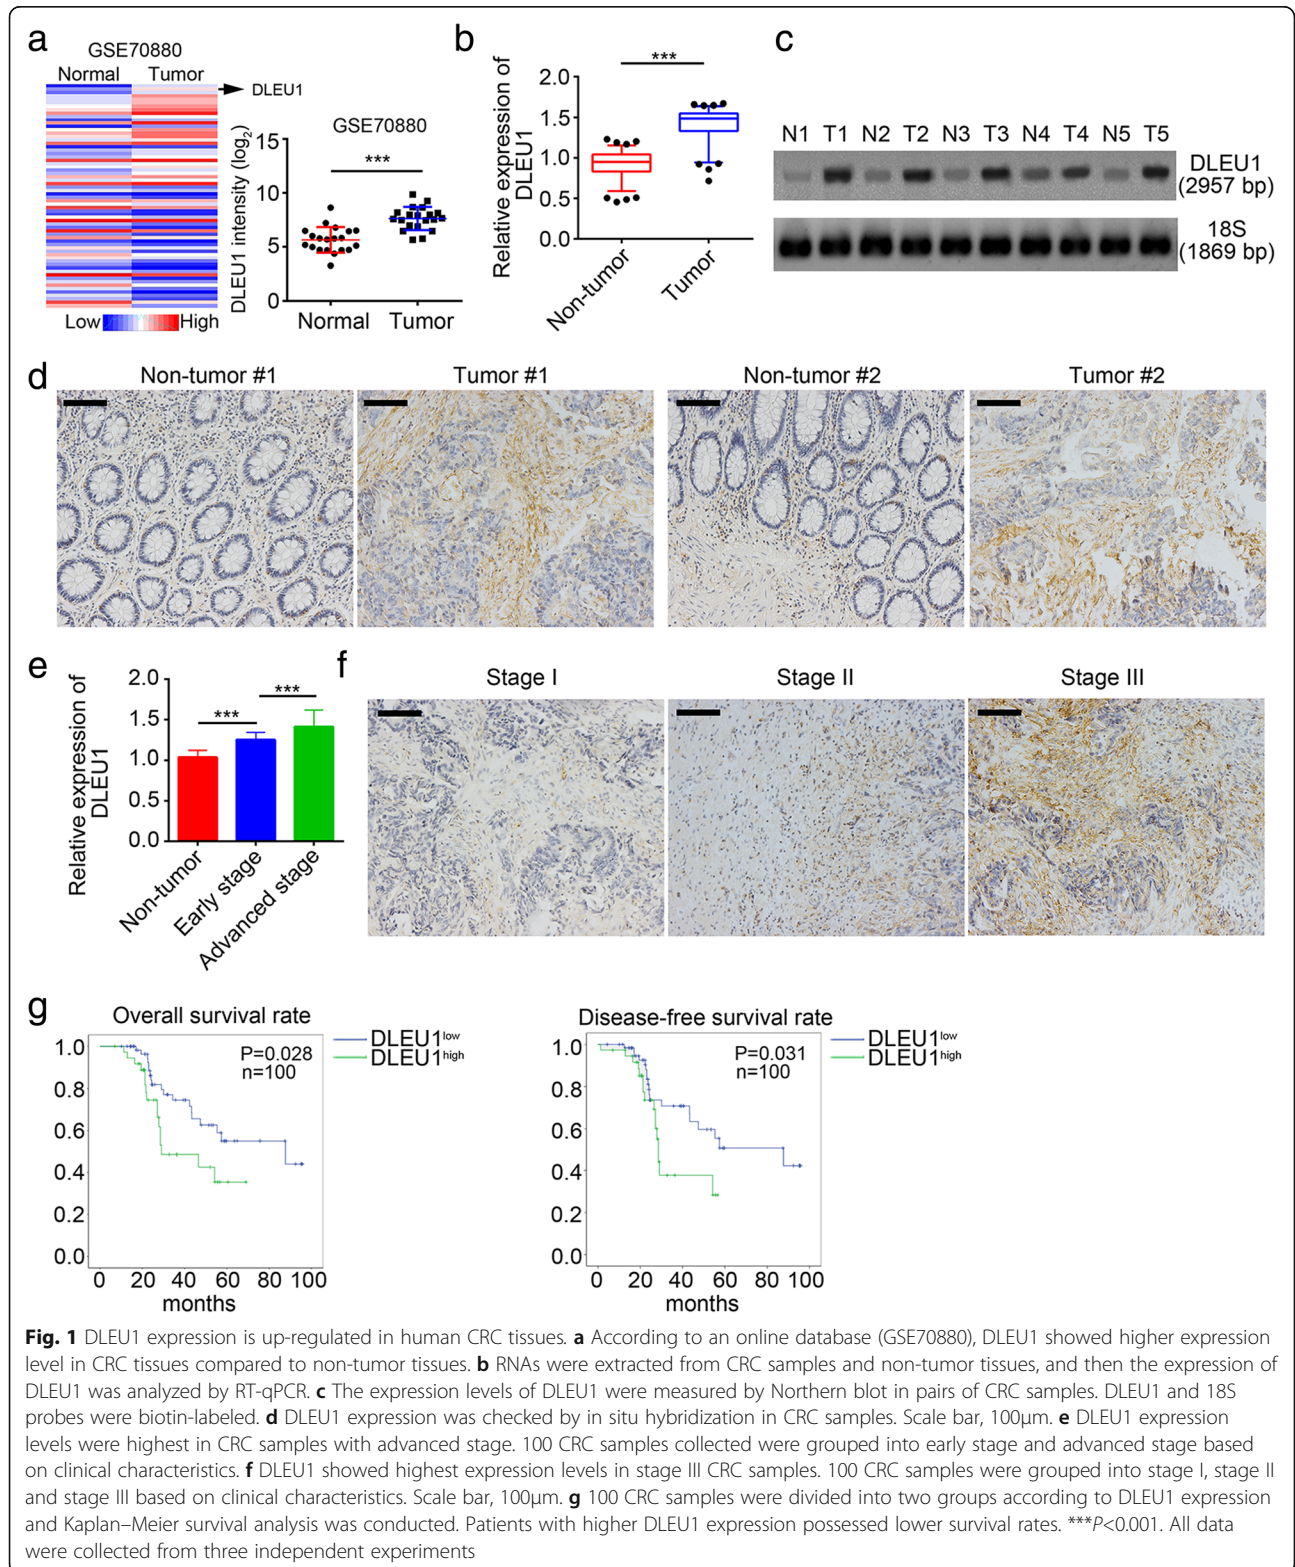 a
GSE70880
Normal Tumor
DLEU1
Low High
GSE70880
DLEU1 intensity (log2)
15
10
5
0
***
Normal Tumor
b
Relative expression of
DLEU1
2.0
1.5
1.0
0.5
0.0
***
Non-tumor
Tumor
c
N1 T1 N2 T2 N3 T3 N4 T4 N5 T5
DLEU1
(2957 bp)
18S
(1869 bp)
d
Non-tumor #1 Tumor #1 Non-tumor #2 Tumor #2
e
Relative expression of
DLEU1
2.0
1.5
1.0
0.5
0.0
***
***
Non-tumor
Early stage
Advanced stage
f
Stage I Stage II Stage III
g
Overall survival rate
DLEU1low
DLEU1high
P=0.028
n=100
1.0
0.8
0.6
0.4
0.2
0.0
0 20 40 60 80 100
months
Disease-free survival rate
DLEU1low
DLEU1high
P=0.031
n=100
1.0
0.8
0.6
0.4
0.2
0.0
0 20 40 60 80 100
months
Fig. 1 DLEU1 expression is up-regulated in human CRC tissues. a According to an online database (GSE70880), DLEU1 showed higher expression
level in CRC tissues compared to non-tumor tissues. b RNAs were extracted from CRC samples and non-tumor tissues, and then the expression of
DLEU1 was analyzed by RT-qPCR. c The expression levels of DLEU1 were measured by Northern blot in pairs of CRC samples. DLEU1 and 18S
probes were biotin-labeled. d DLEU1 expression was checked by in situ hybridization in CRC samples. Scale bar, 100μm. e DLEU1 expression
levels were highest in CRC samples with advanced stage. 100 CRC samples collected were grouped into early stage and advanced stage based
on clinical characteristics. f DLEU1 showed highest expression levels in stage III CRC samples. 100 CRC samples were grouped into stage I, stage II
and stage III based on clinical characteristics. Scale bar, 100μm. g 100 CRC samples were divided into two groups according to DLEU1 expression
and Kaplan–Meier survival analysis was conducted. Patients with higher DLEU1 expression possessed lower survival rates. ***P<0.001. All data
were collected from three independent experiments